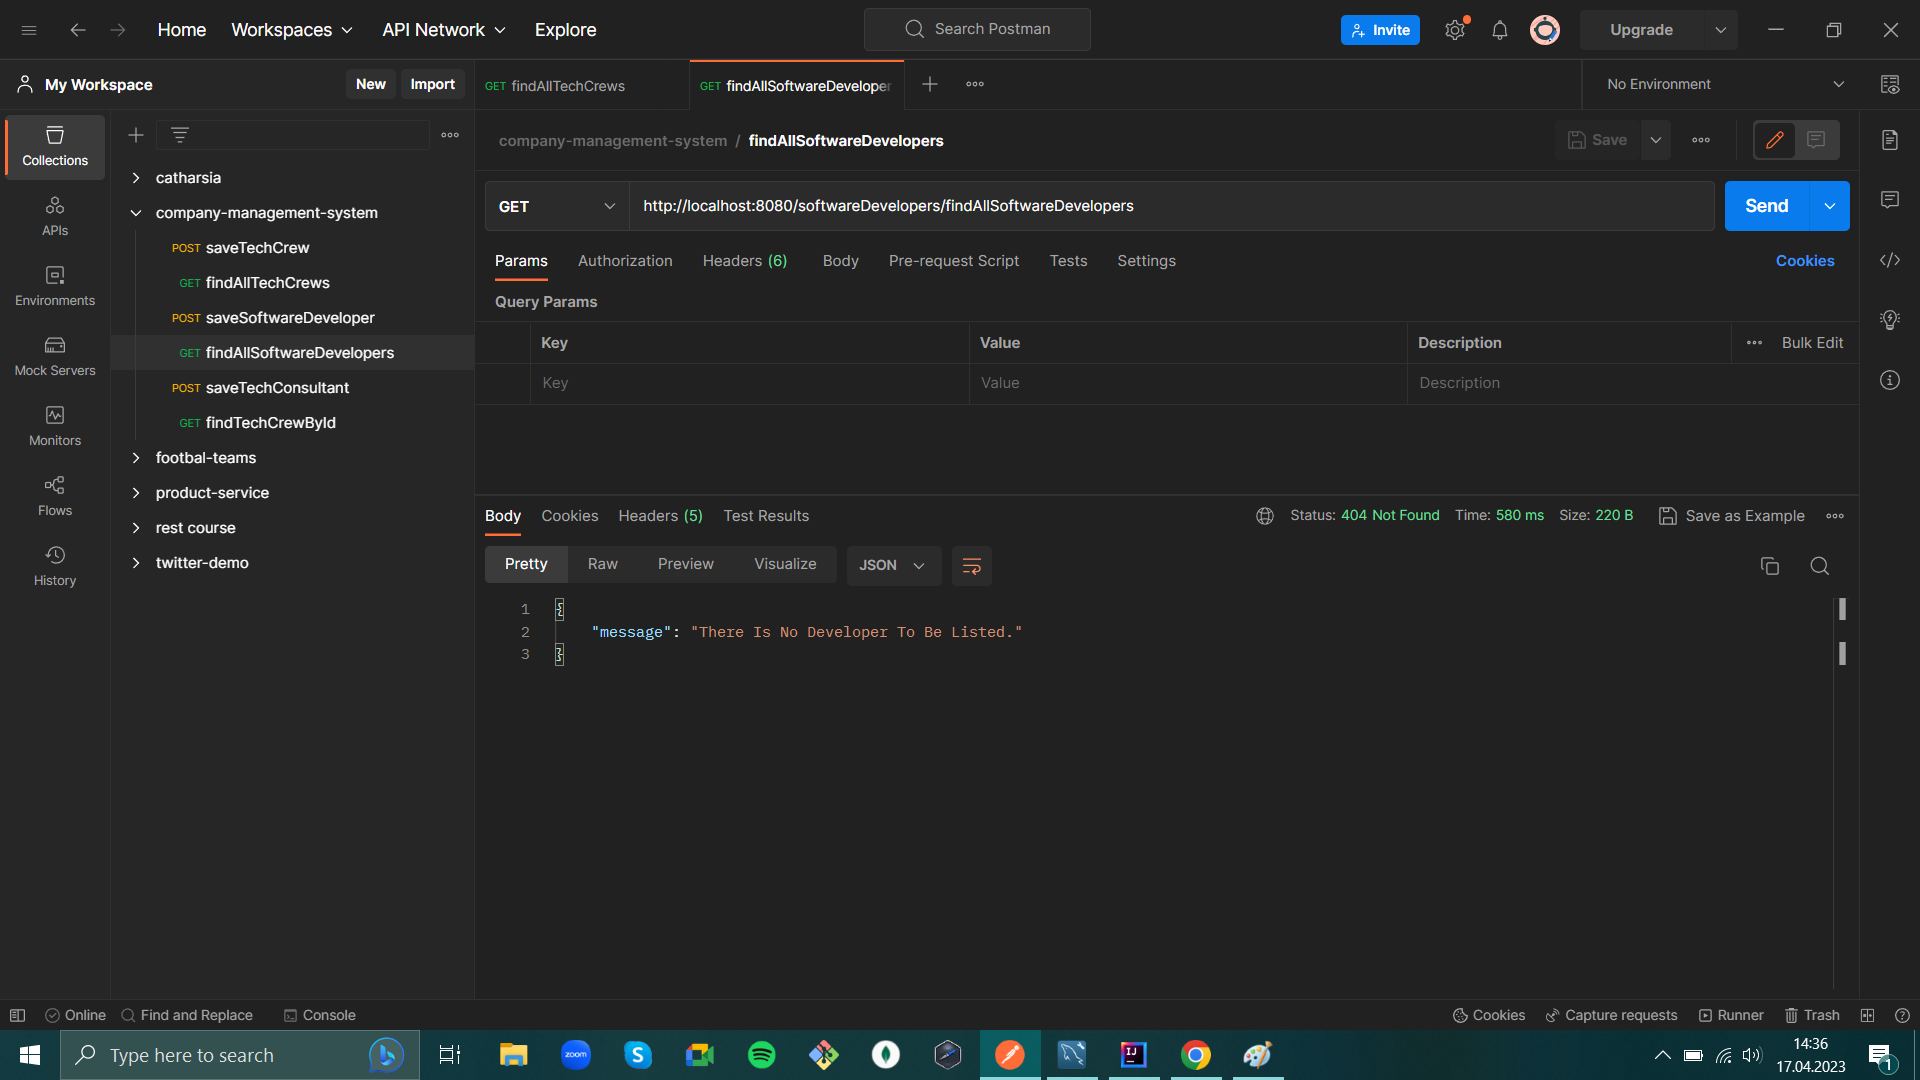 Home Workspaces API Network Explore Search Postman Invite Upgrade
My Workspace New Import GET findAllTechCrews GET findAllSoftwareDeveloper No Environment
Collections
APIs
Environments
Mock Servers
Monitors
Flows
History
catharsia
company-management-system
POST saveTechCrew
GET findAllTechCrews
POST saveSoftwareDeveloper
GET findAllSoftwareDevelopers
POST saveTechConsultant
GET findTechCrewById
footbal-teams
product-service
rest course
twitter-demo
company-management-system / findAllSoftwareDevelopers Save
GET http://localhost:8080/softwareDevelopers/findAllSoftwareDevelopers Send
Params Authorization Headers (6) Body Pre-request Script Tests Settings Cookies
Query Params
Key Value Description Bulk Edit
Key Value Description
Body Cookies Headers (5) Test Results Status: 404 Not Found Time: 580 ms Size: 220 B Save as Example
Pretty Raw Preview Visualize JSON
1 {
2 "message": "There Is No Developer To Be Listed."
3 }
Online Find and Replace Console Cookies Capture requests Runner Trash
Type here to search zoom IJ 14:36
17.04.2023 1